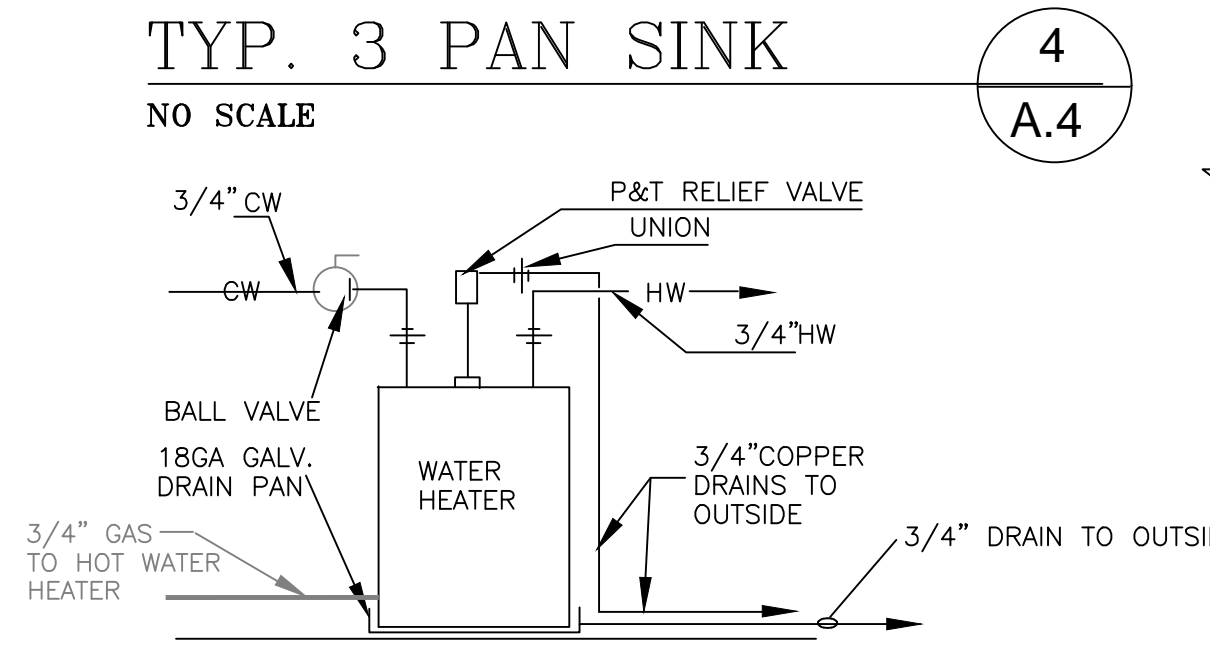 TYP. 3 PAN SINK
4
NO SCALE
A.4
3/4" CW
P&T RELIEF VALVE
UNION
CW
HW
3/4"HW
BALL VALVE
18GA GALV.
DRAIN PAN
WATER
HEATER
3/4"COPPER
DRAINS TO
OUTSIDE
3/4" GAS
TO HOT WATER
HEATER
3/4" DRAIN TO